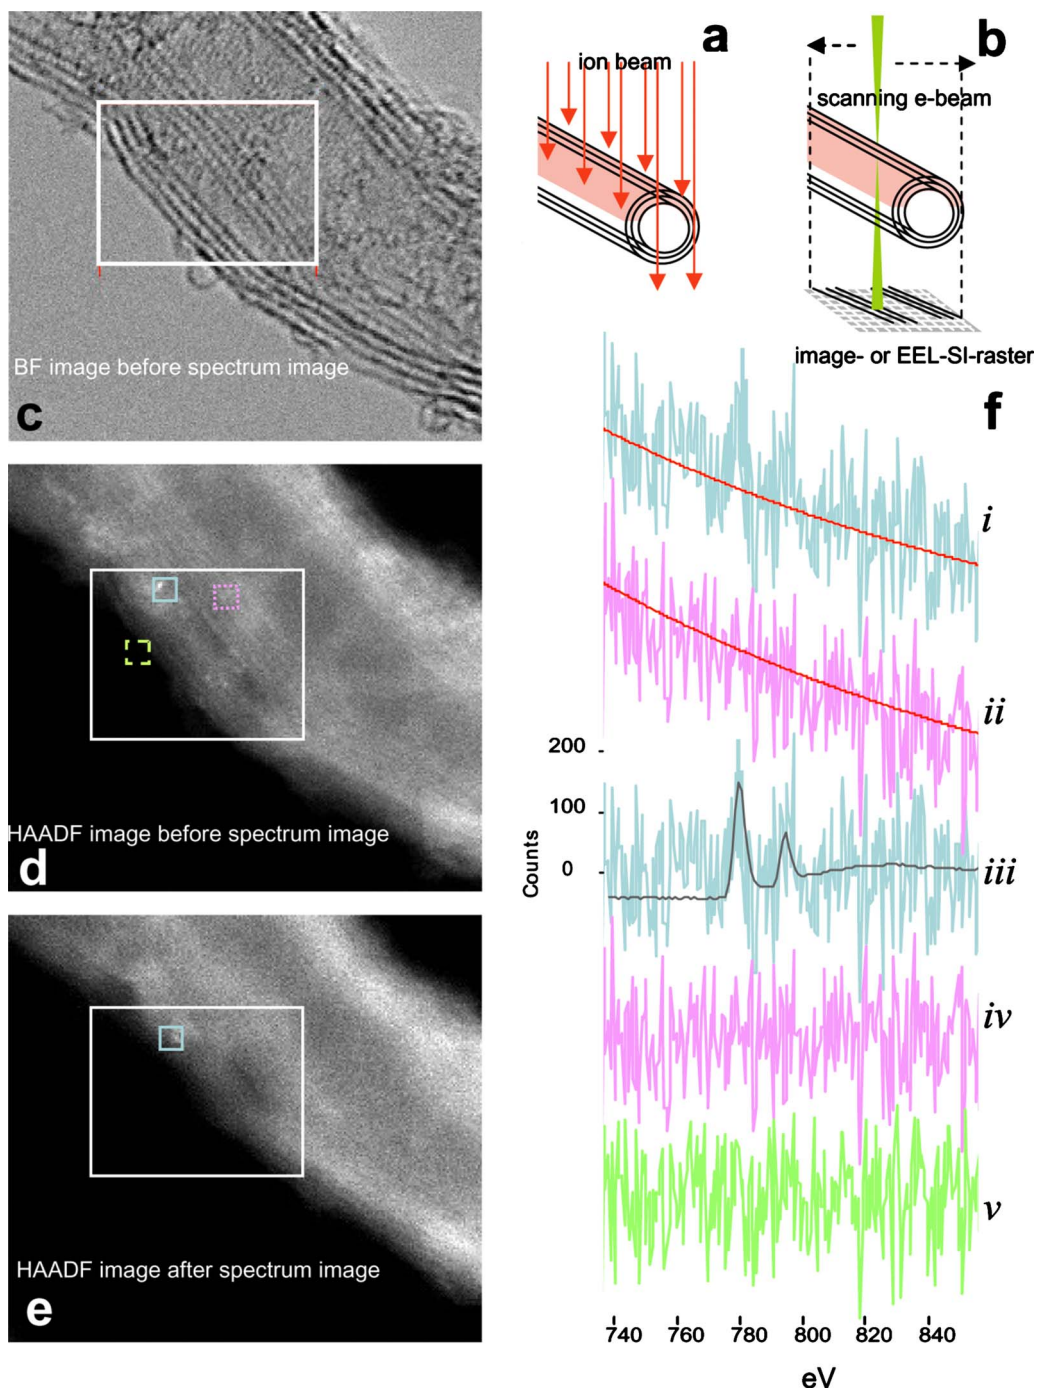 a
ion beam
b
scanning e-beam
image- or EEL-SI-raster
BF image before spectrum image
c
HAADF image before spectrum image
d
HAADF image after spectrum image
e
f
i
ii
200
100
0
Counts
iii
iv
v
740 760 780 800 820 840
eV